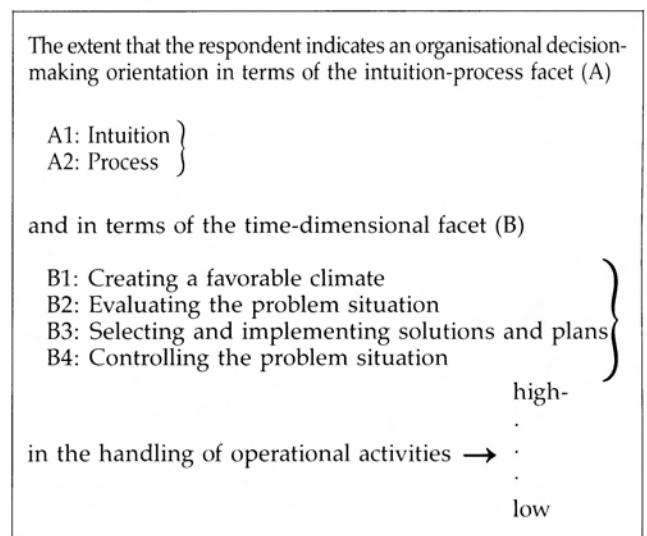 The extent that the respondent indicates an organisational decision-
making orientation in terms of the intuition-process facet (A)
A1: Intuition
A2: Process
and in terms of the time-dimensional facet (B)
B1: Creating a favorable climate
B2: Evaluating the problem situation
B3: Selecting and implementing solutions and plans
B4: Controlling the problem situation
high-
.
in the handling of operational activities → .
.
low